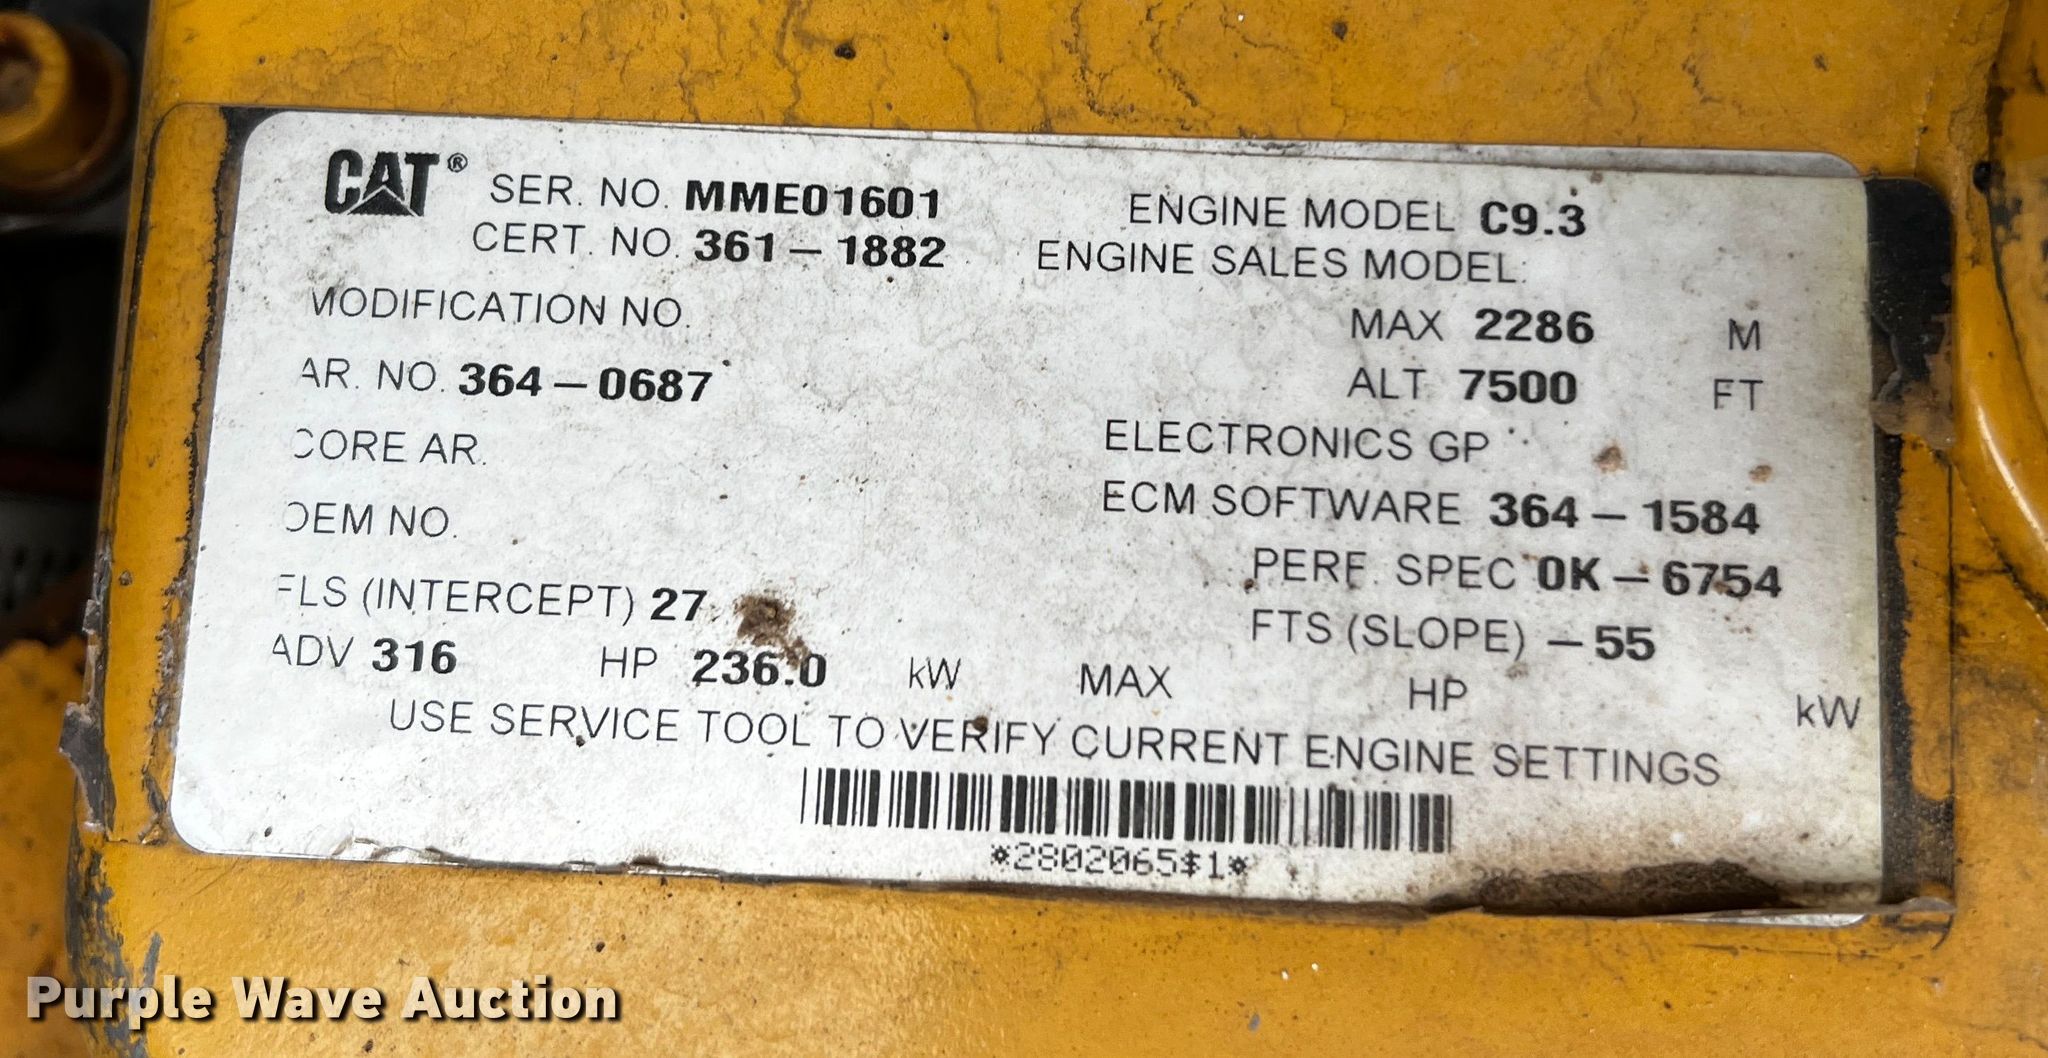 CAT® SER. NO. MME01601 ENGINE MODEL C9.3
CERT. NO. 361-1882 ENGINE SALES MODEL:
MODIFICATION NO. MAX 2286 M
AR. NO. 364-0687 ALT 7500 FT
CORE AR. ELECTRONICS GP
OEM NO. ECM SOFTWARE 364-1584
PERF. SPEC 0K-6754
FLS (INTERCEPT) 27 FTS (SLOPE) -55
ADV 316 HP 236.0 kW MAX HP kW
USE SERVICE TOOL TO VERIFY CURRENT ENGINE SETTINGS
*2802065$1*
Purple Wave Auction